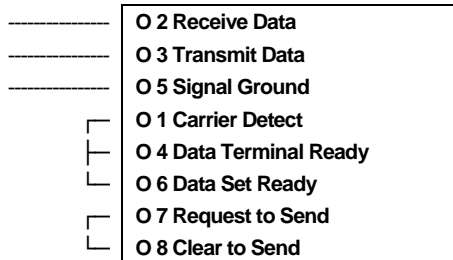 O 2 Receive Data
O 3 Transmit Data
O 5 Signal Ground
O 1 Carrier Detect
O 4 Data Terminal Ready
O 6 Data Set Ready
O 7 Request to Send
O 8 Clear to Send